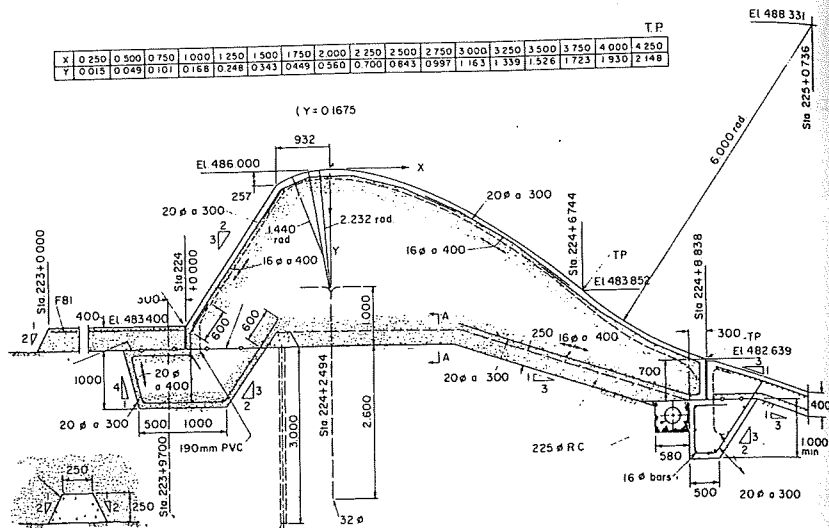 El 488 331
T.P.
X 0 250 0.500 0.750 1.000 1 250 1.500 1.750 2.000 2 250 2.500 2.750 3.000 3.250 3.500 3 750 4 000 4 250
Y 0.015 0.049 0.101 0.168 0.248 0.343 0.449 0.560 0.700 0.843 0.997 1.163 1.339 1.526 1.723 1.930 2.148
Sta 225+0.736
( Y = 0 1675
932
X
6.000 rad
El 486 000
257
20 ø a 300
20 ø a 300
2.232 rad.
1.440 rad
2
3
16 ø a 400
16 ø a 400
Y
Sta 224+6.744
TP
El 483 852
Sta 224+8.838
Sta. 223+0.000
Sta 224 +0 000
F81
400
El 483 400
2
600
600
1.000
A
A
250
16 ø a 400
300
TP
El 482 639
20 ø a 300
1
3
700
1
3
1000
4
20 ø a 400
3
2
20 ø a 300
500
1000
190mm PVC
Sta.223+9.700
3.000
Sta 224+2.494
2.600
32 ø
225 ø R C
580
16 ø bars
500
3
2
20 ø a 300
1
3
400
1.000 min
250
1
2
1
2
250